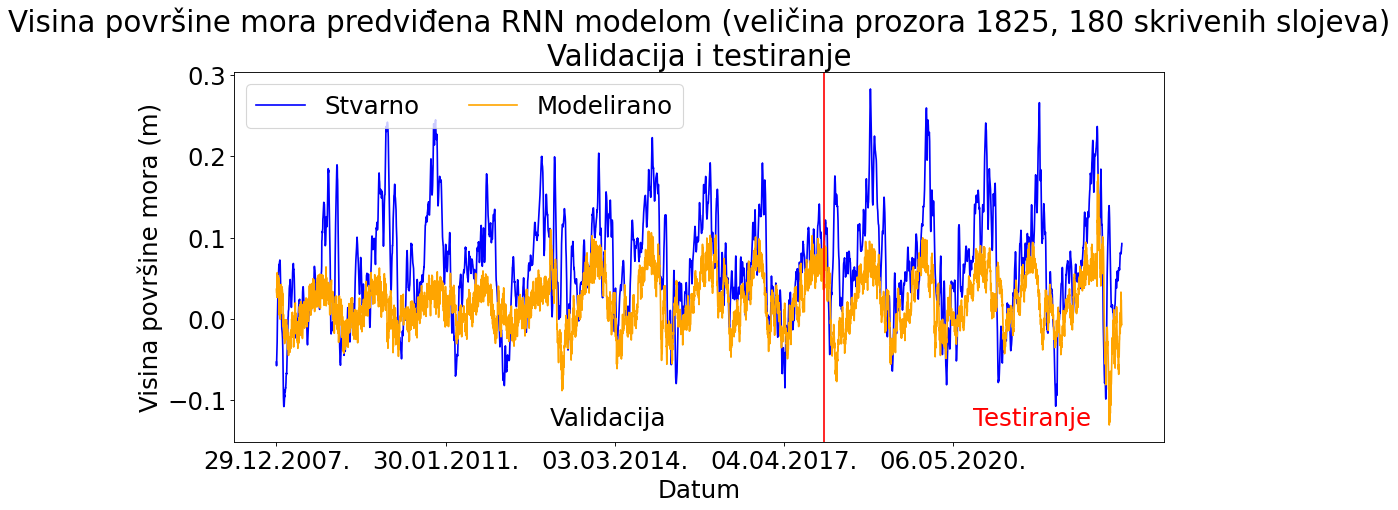 Visina površine mora predviđena RNN modelom (veličina prozora 1825, 180 skrivenih slojeva)
Validacija i testiranje
Stvarno
Modelirano
Visina površine mora (m)
0.3
0.2
0.1
0.0
−0.1
Validacija
Testiranje
29.12.2007.
30.01.2011.
03.03.2014.
04.04.2017.
06.05.2020.
Datum